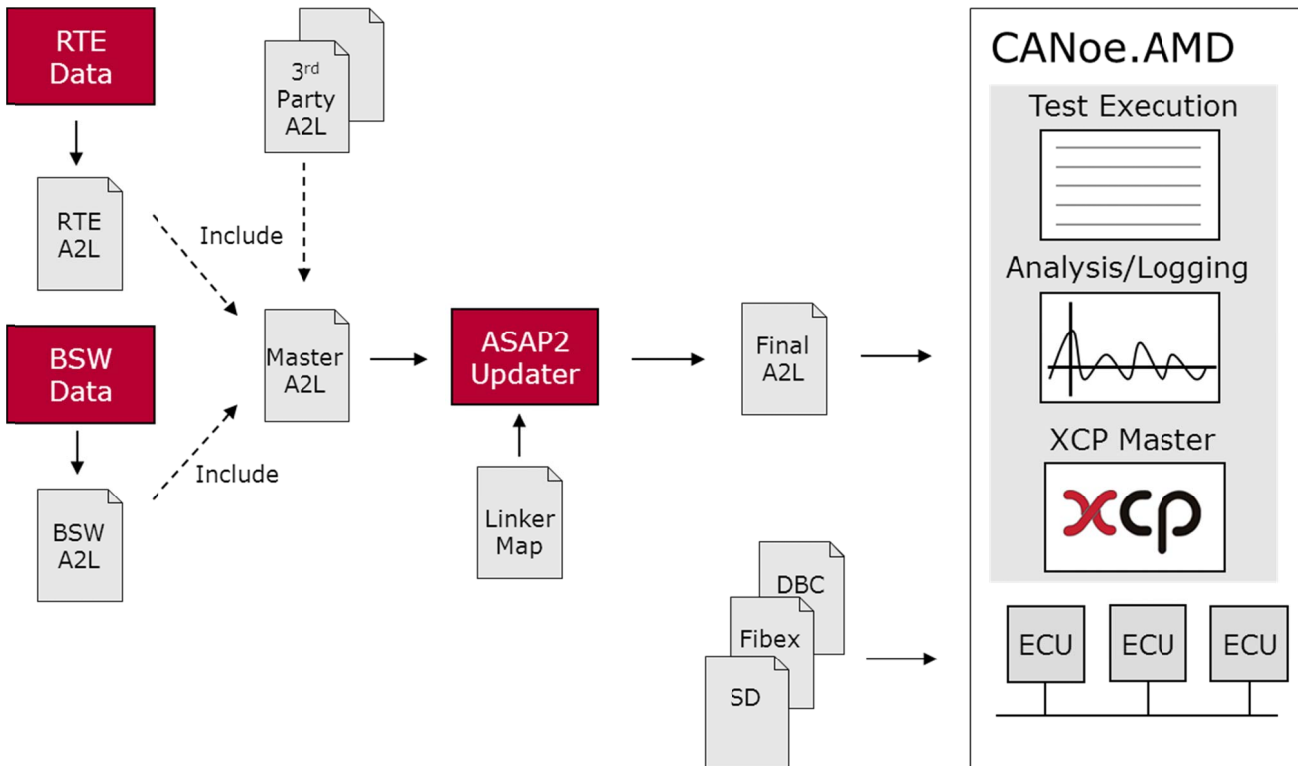 RTE
Data
3rd
Party
A2L
RTE
A2L
Include
BSW
Data
Master
A2L
Include
BSW
A2L
ASAP2
Updater
Linker
Map
Final
A2L
DBC
Fibex
SD
CANoe.AMD
Test Execution
Analysis/Logging
XCP Master
xcp
ECU
ECU
ECU